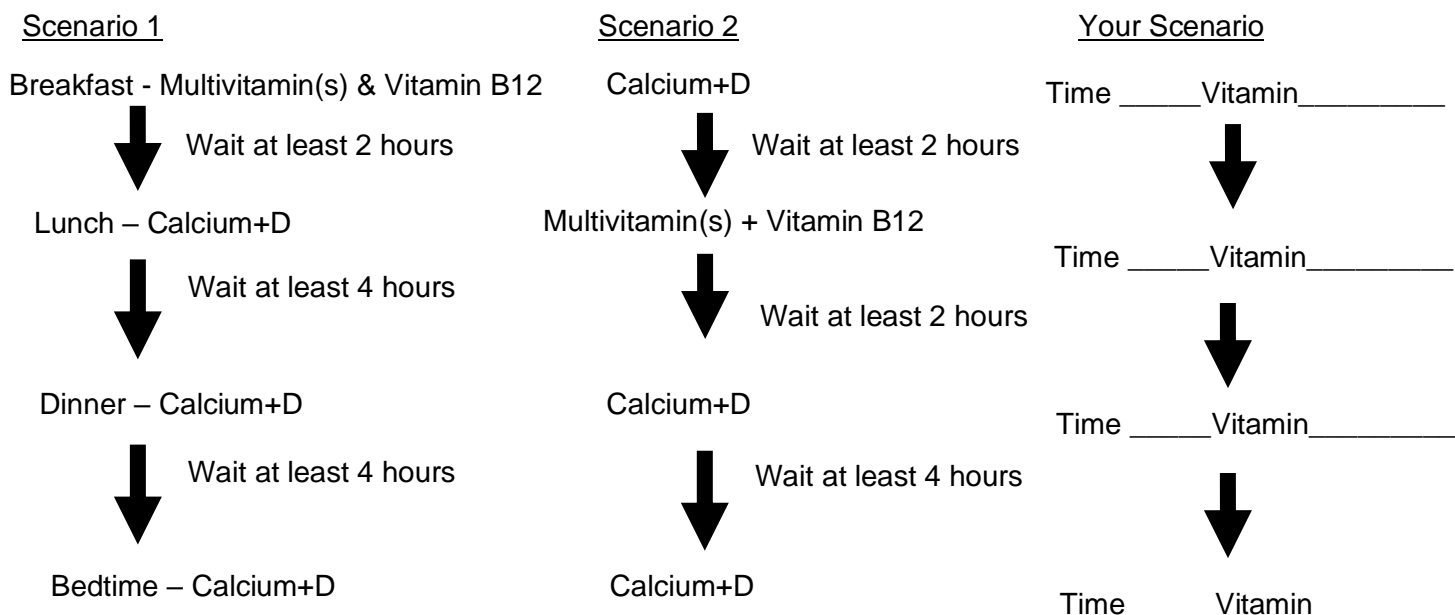 Scenario 1
Breakfast - Multivitamin(s) & Vitamin B12
Wait at least 2 hours
Lunch – Calcium+D
Wait at least 4 hours
Dinner – Calcium+D
Wait at least 4 hours
Bedtime – Calcium+D
Scenario 2
Calcium+D
Wait at least 2 hours
Multivitamin(s) + Vitamin B12
Wait at least 2 hours
Calcium+D
Wait at least 4 hours
Calcium+D
Your Scenario
Time _____Vitamin_________
Time _____Vitamin_________
Time _____Vitamin_________
Time _____Vitamin_________